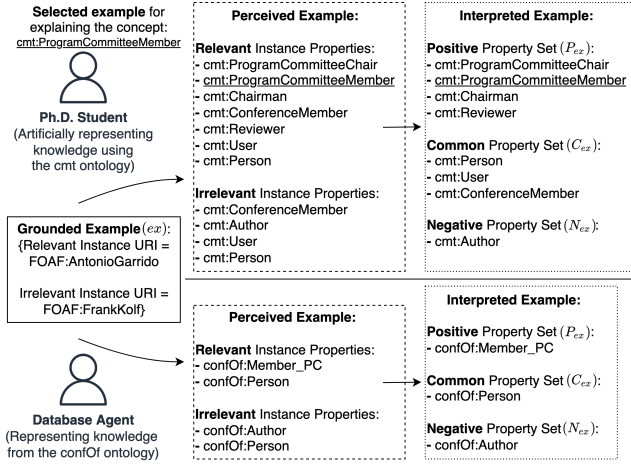 Selected example for
explaining the concept:
cmt:ProgramCommitteeMember
Ph.D. Student
(Artificially representing
knowledge using
the cmt ontology)
Grounded Example (ex):
{Relevant Instance URI =
FOAF:AntonioGarrido
Irrelevant Instance URI =
FOAF:FrankKolf}
Database Agent
(Representing knowledge
from the confOf ontology)
Perceived Example:
Relevant Instance Properties:
- cmt:ProgramCommitteeChair
- cmt:ProgramCommitteeMember
- cmt:Chairman
- cmt:ConferenceMember
- cmt:Reviewer
- cmt:User
- cmt:Person
Irrelevant Instance Properties:
- cmt:ConferenceMember
- cmt:Author
- cmt:User
- cmt:Person
Interpreted Example:
Positive Property Set (P_ex):
- cmt:ProgramCommitteeChair
- cmt:ProgramCommitteeMember
- cmt:Chairman
- cmt:Reviewer
Common Property Set (C_ex):
- cmt:Person
- cmt:User
- cmt:ConferenceMember
Negative Property Set (N_ex):
- cmt:Author
Perceived Example:
Relevant Instance Properties:
- confOf:Member_PC
- confOf:Person
Irrelevant Instance Properties:
- confOf:Author
- confOf:Person
Interpreted Example:
Positive Property Set (P_ex):
- confOf:Member_PC
Common Property Set (C_ex):
- confOf:Person
Negative Property Set (N_ex):
- confOf:Author